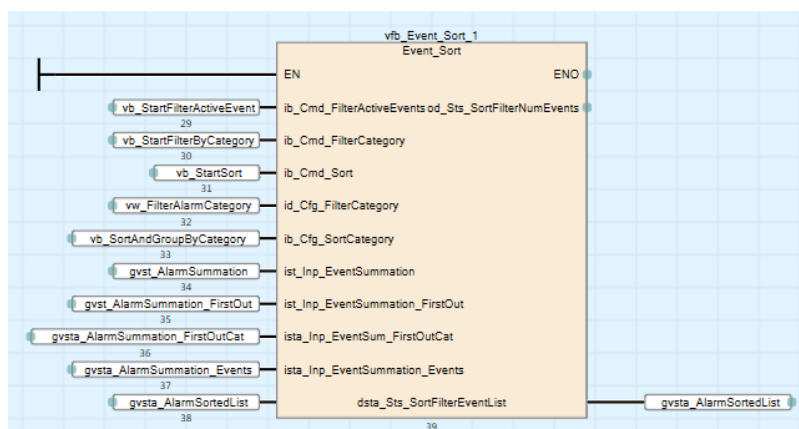 vfb_Event_Sort_1
Event_Sort
EN ENO
vb_StartFilterActiveEvent ib_Cmd_FilterActiveEvents od_Sts_SortFilterNumEvents
29
vb_StartFilterByCategory ib_Cmd_FilterCategory
30
vb_StartSort ib_Cmd_Sort
31
vw_FilterAlarmCategory id_Cfg_FilterCategory
32
vb_SortAndGroupByCategory ib_Cfg_SortCategory
33
gvst_AlarmSummation ist_Inp_EventSummation
34
gvst_AlarmSummation_FirstOut ist_Inp_EventSummation_FirstOut
35
gvsta_AlarmSummation_FirstOutCat ista_Inp_EventSum_FirstOutCat
36
gvsta_AlarmSummation_Events ista_Inp_EventSummation_Events
37
gvsta_AlarmSortedList dsta_Sts_SortFilterEventList gvsta_AlarmSortedList
38 39